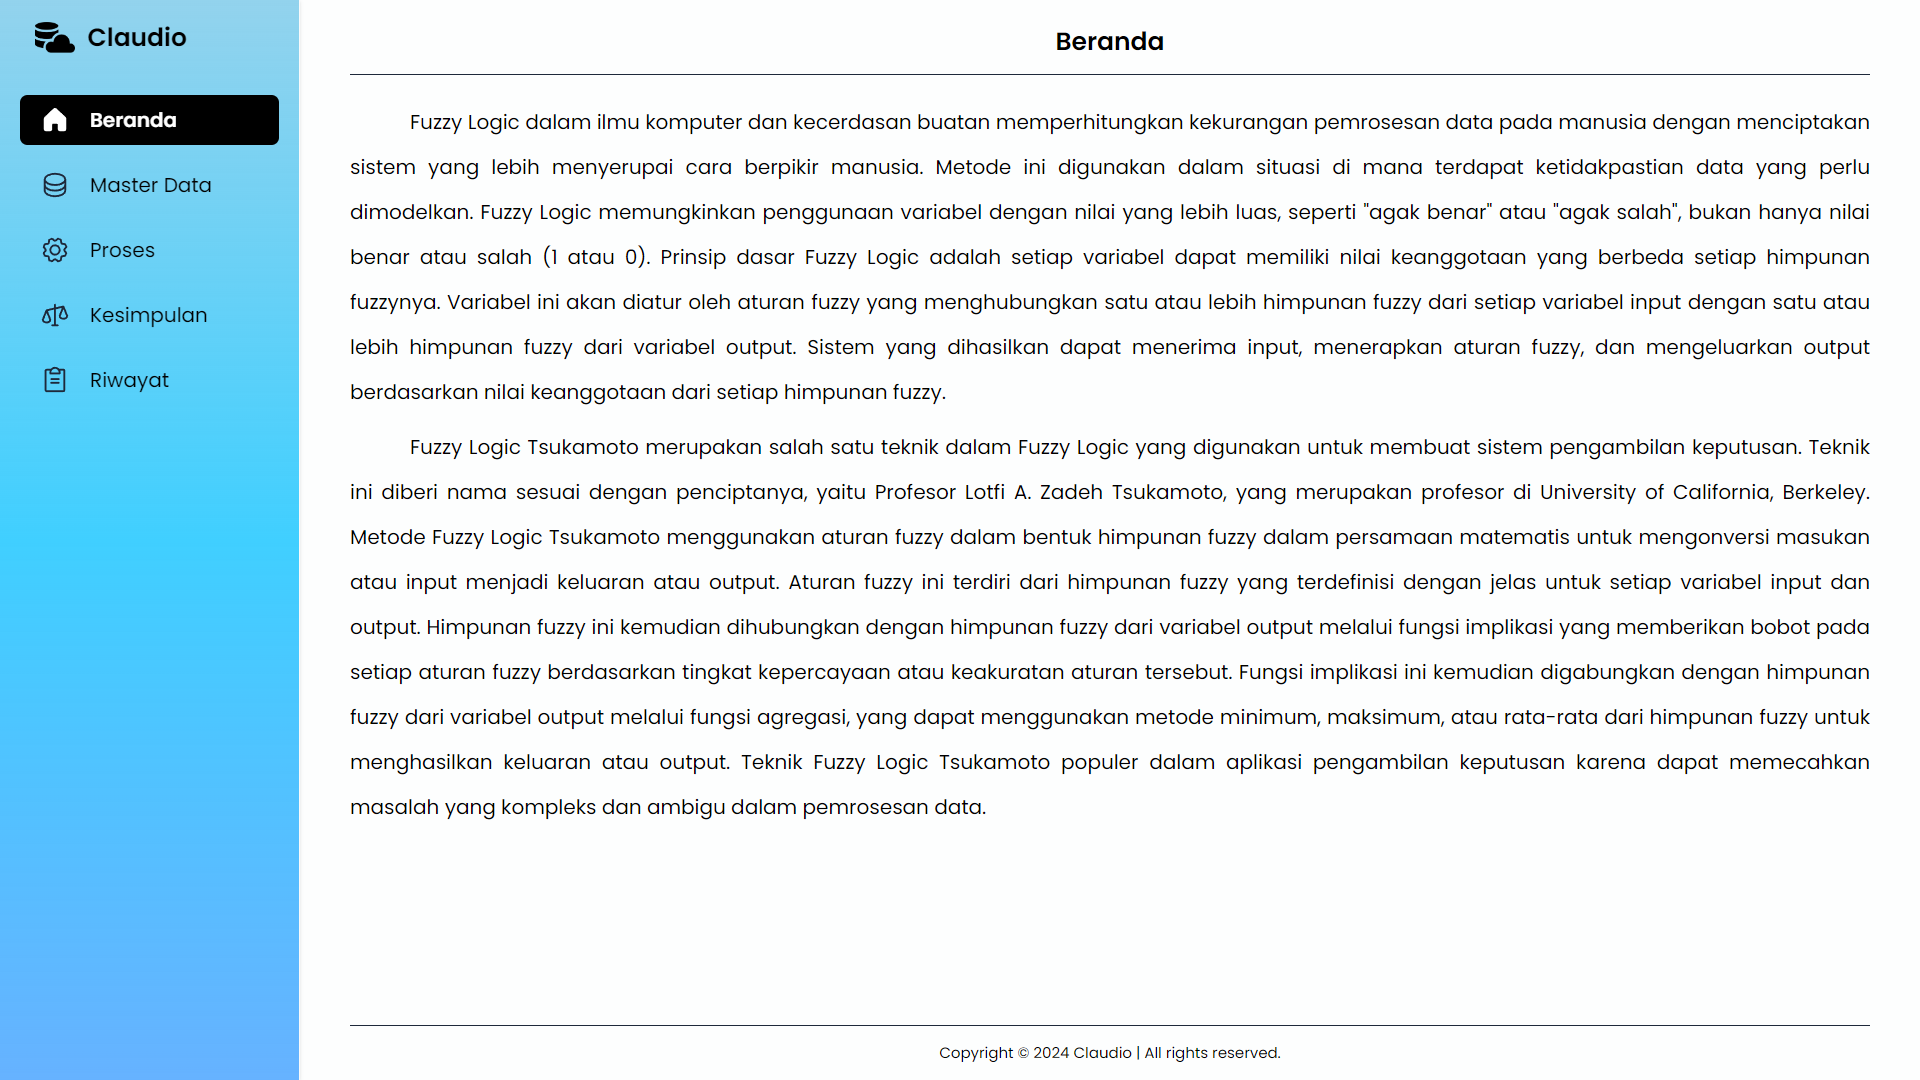 Claudio
Beranda
Master Data
Proses
Kesimpulan
Riwayat
Beranda
Fuzzy Logic dalam ilmu komputer dan kecerdasan buatan memperhitungkan kekurangan pemrosesan data pada manusia dengan menciptakan
sistem yang lebih menyerupai cara berpikir manusia. Metode ini digunakan dalam situasi di mana terdapat ketidakpastian data yang perlu
dimodelkan. Fuzzy Logic memungkinkan penggunaan variabel dengan nilai yang lebih luas, seperti "agak benar" atau "agak salah", bukan hanya nilai
benar atau salah (1 atau 0). Prinsip dasar Fuzzy Logic adalah setiap variabel dapat memiliki nilai keanggotaan yang berbeda setiap himpunan
fuzzynya. Variabel ini akan diatur oleh aturan fuzzy yang menghubungkan satu atau lebih himpunan fuzzy dari setiap variabel input dengan satu atau
lebih himpunan fuzzy dari variabel output. Sistem yang dihasilkan dapat menerima input, menerapkan aturan fuzzy, dan mengeluarkan output
berdasarkan nilai keanggotaan dari setiap himpunan fuzzy.
Fuzzy Logic Tsukamoto merupakan salah satu teknik dalam Fuzzy Logic yang digunakan untuk membuat sistem pengambilan keputusan. Teknik
ini diberi nama sesuai dengan penciptanya, yaitu Profesor Lotfi A. Zadeh Tsukamoto, yang merupakan profesor di University of California, Berkeley.
Metode Fuzzy Logic Tsukamoto menggunakan aturan fuzzy dalam bentuk himpunan fuzzy dalam persamaan matematis untuk mengonversi masukan
atau input menjadi keluaran atau output. Aturan fuzzy ini terdiri dari himpunan fuzzy yang terdefinisi dengan jelas untuk setiap variabel input dan
output. Himpunan fuzzy ini kemudian dihubungkan dengan himpunan fuzzy dari variabel output melalui fungsi implikasi yang memberikan bobot pada
setiap aturan fuzzy berdasarkan tingkat kepercayaan atau keakuratan aturan tersebut. Fungsi implikasi ini kemudian digabungkan dengan himpunan
fuzzy dari variabel output melalui fungsi agregasi, yang dapat menggunakan metode minimum, maksimum, atau rata-rata dari himpunan fuzzy untuk
menghasilkan keluaran atau output. Teknik Fuzzy Logic Tsukamoto populer dalam aplikasi pengambilan keputusan karena dapat memecahkan
masalah yang kompleks dan ambigu dalam pemrosesan data.
Copyright © 2024 Claudio | All rights reserved.